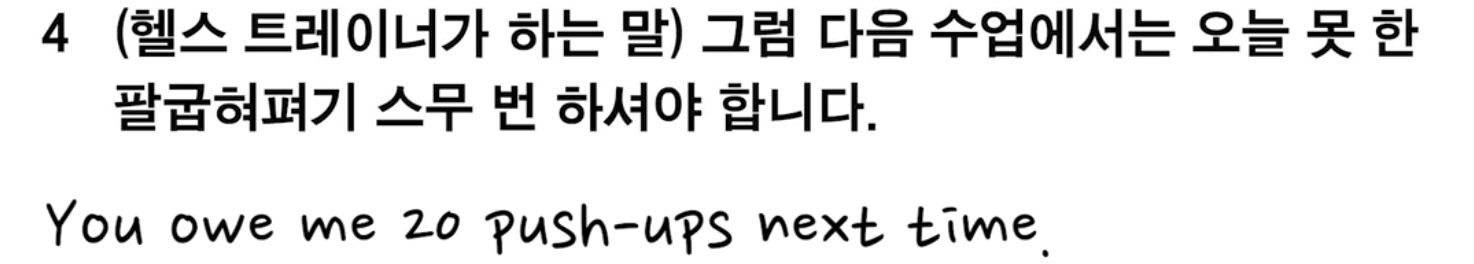 4 (헬스 트레이너가 하는 말) 그럼 다음 수업에서는 오늘 못 한
팔굽혀펴기 스무 번 하셔야 합니다.
You owe me 20 push-ups next time.